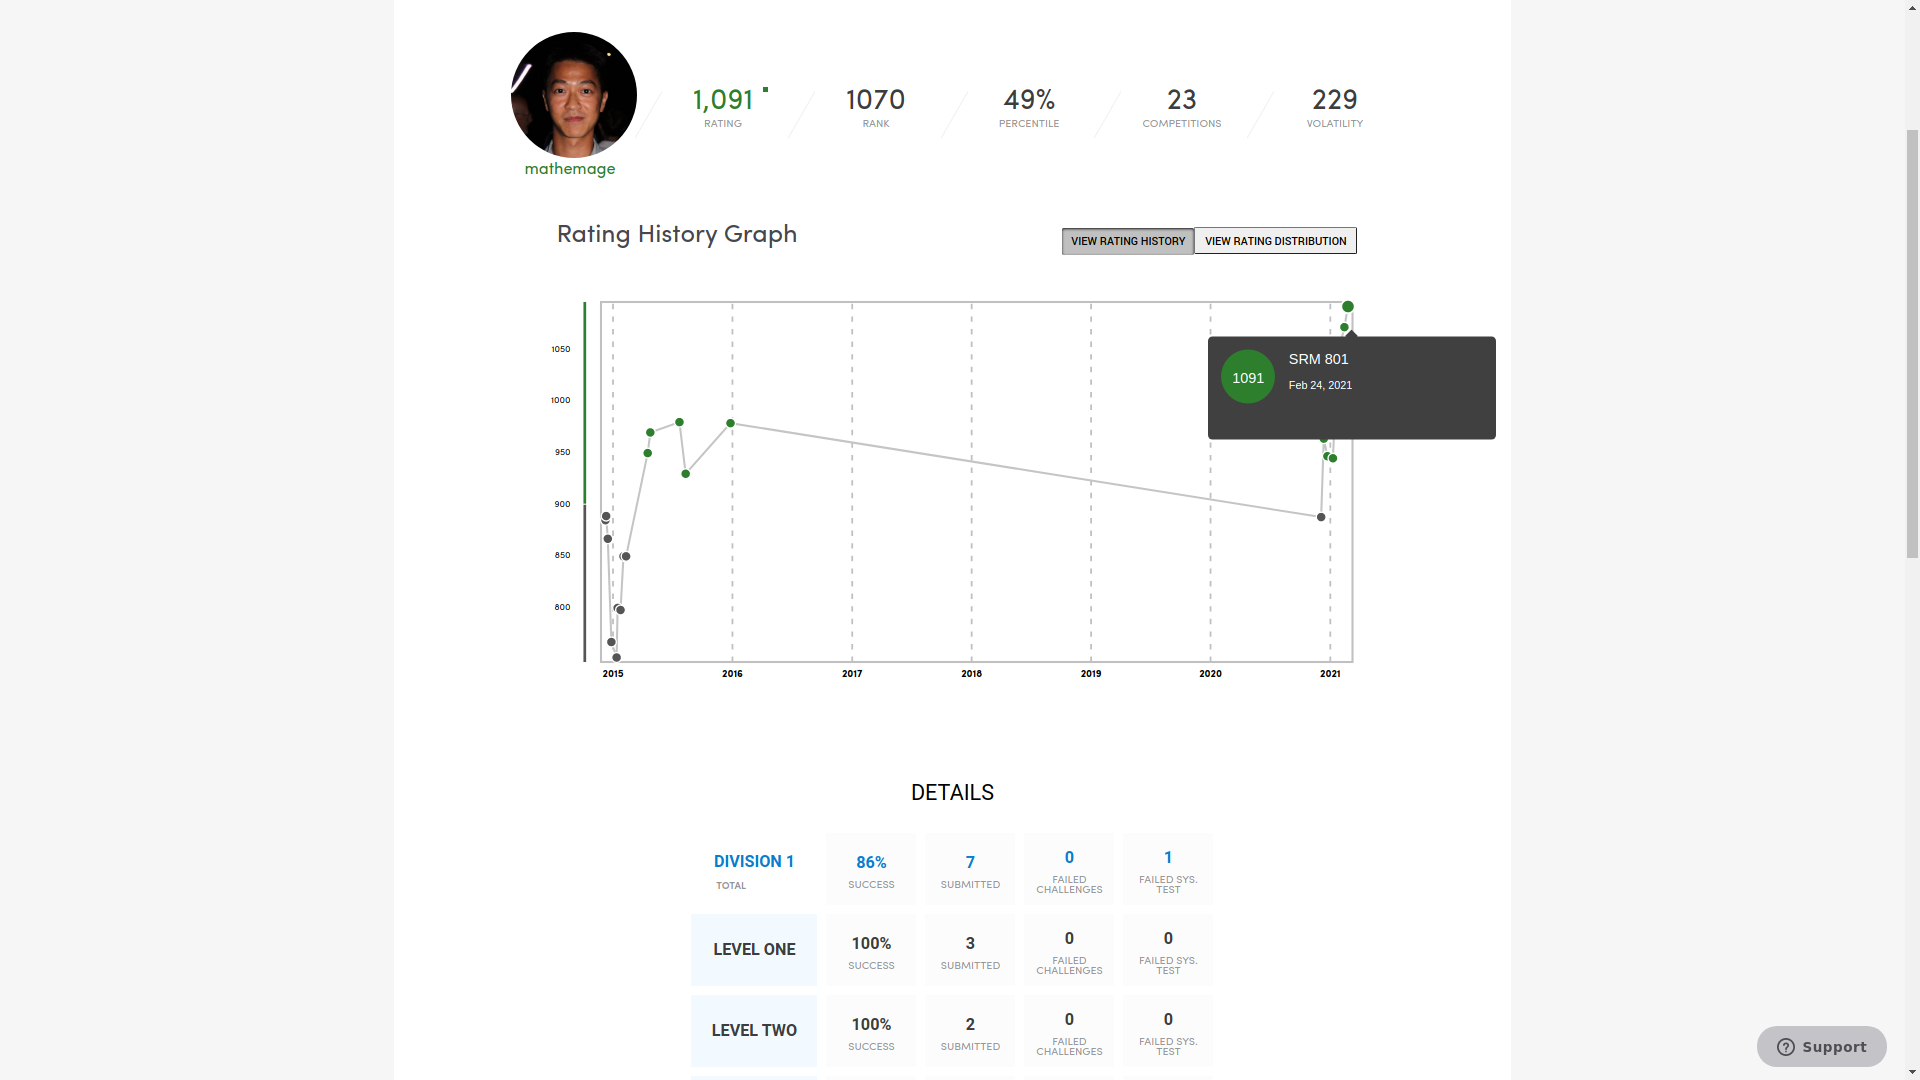 1,091
RATING
1070
RANK
49%
PERCENTILE
23
COMPETITIONS
229
VOLATILITY
mathemage
Rating History Graph
VIEW RATING HISTORY
VIEW RATING DISTRIBUTION
1050
1000
950
900
850
800
1091
SRM 801
Feb 24, 2021
2015
2016
2017
2018
2019
2020
2021
DETAILS
DIVISION 1
TOTAL
86%
SUCCESS
7
SUBMITTED
0
FAILED
CHALLENGES
1
FAILED SYS.
TEST
LEVEL ONE
100%
SUCCESS
3
SUBMITTED
0
FAILED
CHALLENGES
0
FAILED SYS.
TEST
LEVEL TWO
100%
SUCCESS
2
SUBMITTED
0
FAILED
CHALLENGES
0
FAILED SYS.
TEST
Support